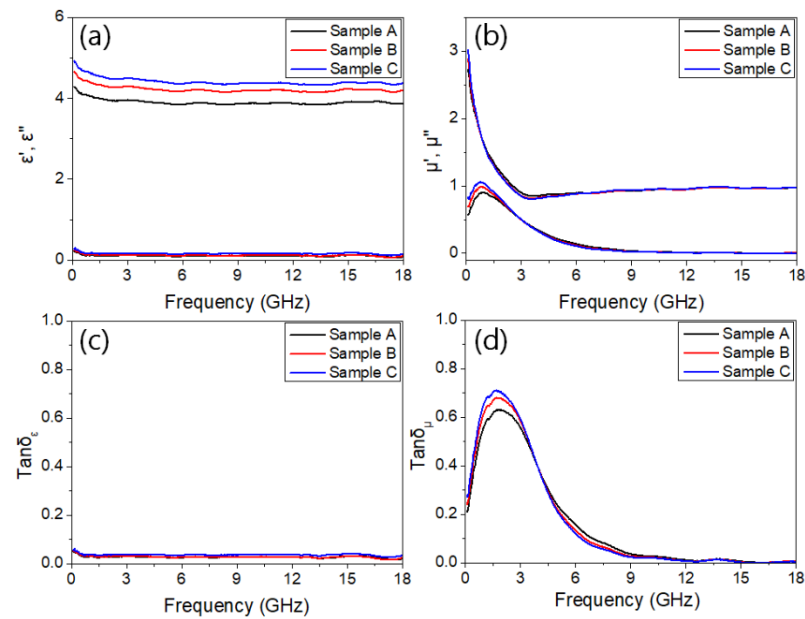 (a)
Sample A
Sample B
Sample C
6
4
2
0
ε', ε''
0 3 6 9 12 15 18
Frequency (GHz)
(b)
Sample A
Sample B
Sample C
3
2
1
0
μ', μ''
0 3 6 9 12 15 18
Frequency (GHz)
(c)
Sample A
Sample B
Sample C
1.0
0.8
0.6
0.4
0.2
0.0
Tanδε
0 3 6 9 12 15 18
Frequency (GHz)
(d)
Sample A
Sample B
Sample C
1.0
0.8
0.6
0.4
0.2
0.0
Tanδμ
0 3 6 9 12 15 18
Frequency (GHz)